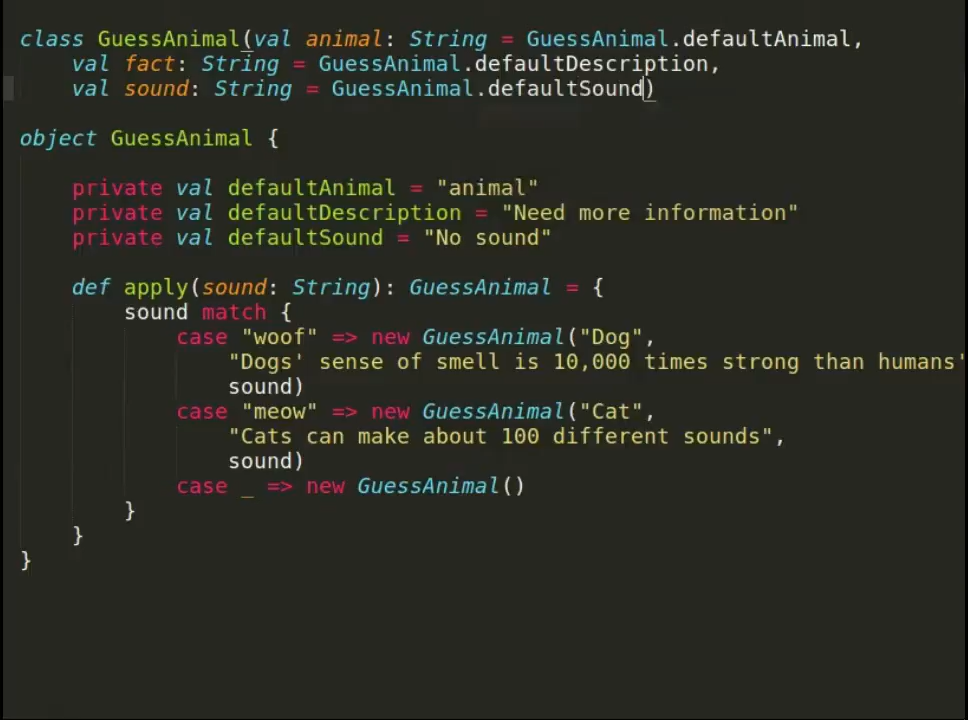 class GuessAnimal(val animal: String = GuessAnimal.defaultAnimal,
    val fact: String = GuessAnimal.defaultDescription,
    val sound: String = GuessAnimal.defaultSound)
object GuessAnimal {
    private val defaultAnimal = "animal"
    private val defaultDescription = "Need more information"
    private val defaultSound = "No sound"
    def apply(sound: String): GuessAnimal = {
        sound match {
            case "woof" => new GuessAnimal("Dog",
                "Dogs' sense of smell is 10,000 times strong than humans'
                sound)
            case "meow" => new GuessAnimal("Cat",
                "Cats can make about 100 different sounds",
                sound)
            case _ => new GuessAnimal()
        }
    }
}